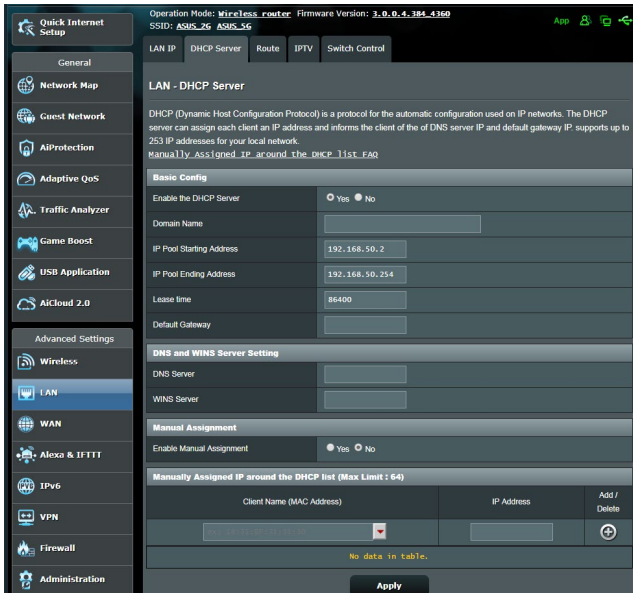 Quick Internet
Setup
General
Network Map
Guest Network
AiProtection
Adaptive QoS
Traffic Analyzer
Game Boost
USB Application
AiCloud 2.0
Advanced Settings
Wireless
LAN
WAN
Alexa & IFTTT
IPv6
VPN
Firewall
Administration
Operation Mode: Wireless router Firmware Version: 3.0.0.4.384_4360
SSID: ASUS_2G ASUS_5G
App
LAN IP DHCP Server Route IPTV Switch Control
LAN - DHCP Server
DHCP (Dynamic Host Configuration Protocol) is a protocol for the automatic configuration used on IP networks. The DHCP
server can assign each client an IP address and informs the client of the of DNS server IP and default gateway IP. supports up to
253 IP addresses for your local network.
Manually Assigned IP around the DHCP list FAQ
Basic Config
Enable the DHCP Server Yes No
Domain Name
IP Pool Starting Address 192.168.50.2
IP Pool Ending Address 192.168.50.254
Lease time 86400
Default Gateway
DNS and WINS Server Setting
DNS Server
WINS Server
Manual Assignment
Enable Manual Assignment Yes No
Manually Assigned IP around the DHCP list (Max Limit : 64)
Client Name (MAC Address) IP Address Add /
Delete
No data in table.
Apply